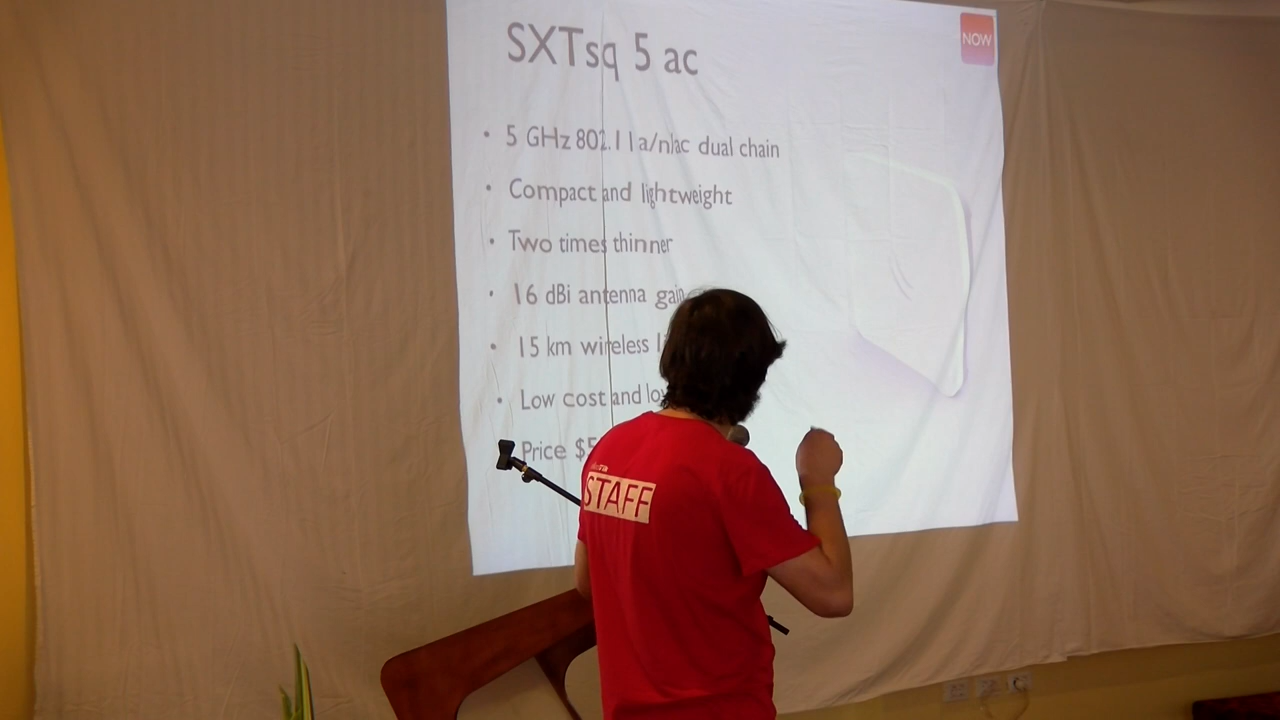 SXTsq 5 ac
NOW
• 5 GHz 802.11a/n/ac dual chain
• Compact and lightweight
• Two times thinner
• 16 dBi antenna gain
• 15 km wireless
• Low cost and
Price
STAFF